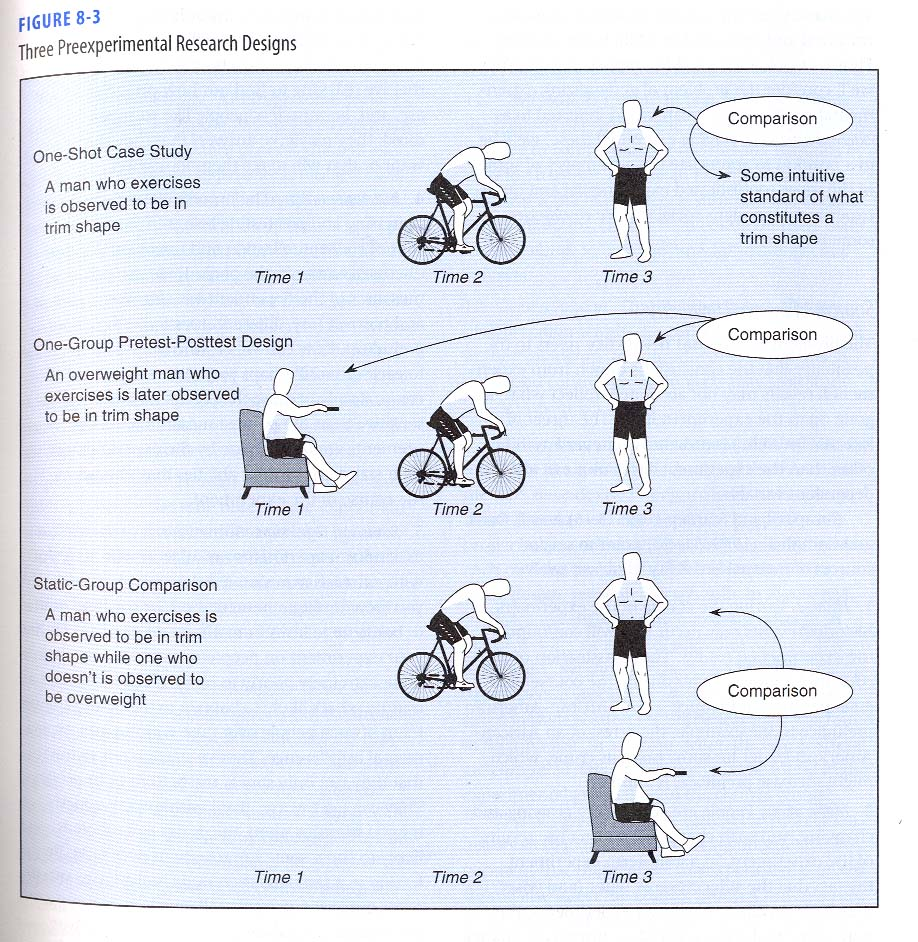 FIGURE 8-3
Three Preexperimental Research Designs
Comparison
One-Shot Case Study
A man who exercises
is observed to be in
trim shape
Some intuitive
standard of what
constitutes a
trim shape
Time 1
Time 2
Time 3
One-Group Pretest-Posttest Design
Comparison
An overweight man who
exercises is later observed
to be in trim shape
Time 1
Time 2
Time 3
Static-Group Comparison
A man who exercises is
observed to be in trim
shape while one who
doesn't is observed to
be overweight
Comparison
Time 1
Time 2
Time 3